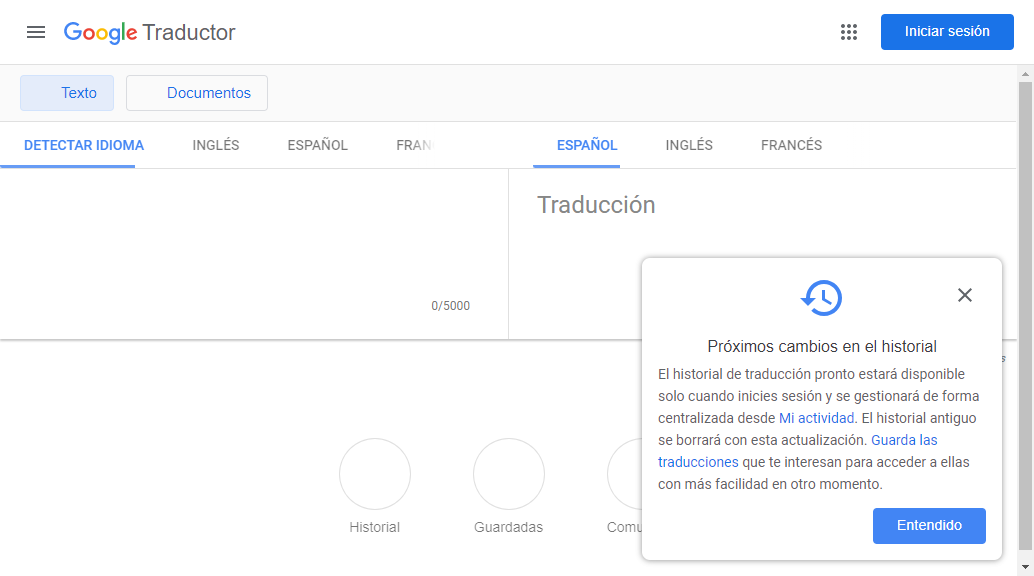 Google Traductor
Iniciar sesión
Texto
Documentos
DETECTAR IDIOMA
INGLÉS
ESPAÑOL
FRAN
ESPAÑOL
INGLÉS
FRANCÉS
Traducción
0/5000
Próximos cambios en el historial
El historial de traducción pronto estará disponible
solo cuando inicies sesión y se gestionará de forma
centralizada desde Mi actividad. El historial antiguo
se borrará con esta actualización. Guarda las
traducciones que te interesan para acceder a ellas
con más facilidad en otro momento.
Entendido
Historial
Guardadas
Comu